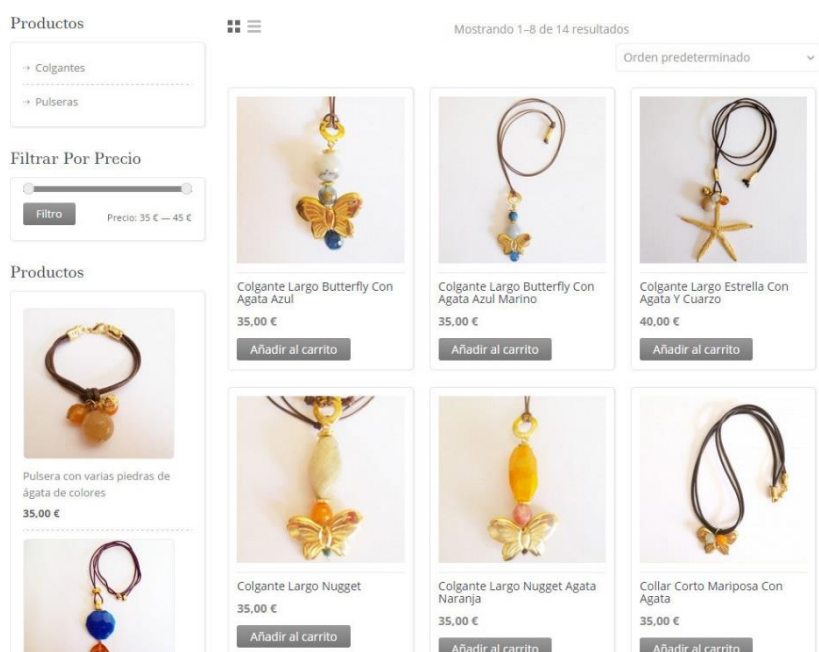 Productos
→ Colgantes
→ Pulseras
Filtrar Por Precio
Filtro
Precio: 35 € — 45 €
Productos
Pulsera con varias piedras de
ágata de colores
35,00 €
Mostrando 1–8 de 14 resultados
Orden predeterminado
Colgante Largo Butterfly Con
Agata Azul
35,00 €
Añadir al carrito
Colgante Largo Butterfly Con
Agata Azul Marino
35,00 €
Añadir al carrito
Colgante Largo Estrella Con
Agata Y Cuarzo
40,00 €
Añadir al carrito
Colgante Largo Nugget
35,00 €
Añadir al carrito
Colgante Largo Nugget Agata
Naranja
35,00 €
Añadir al carrito
Collar Corto Mariposa Con
Agata
35,00 €
Añadir al carrito